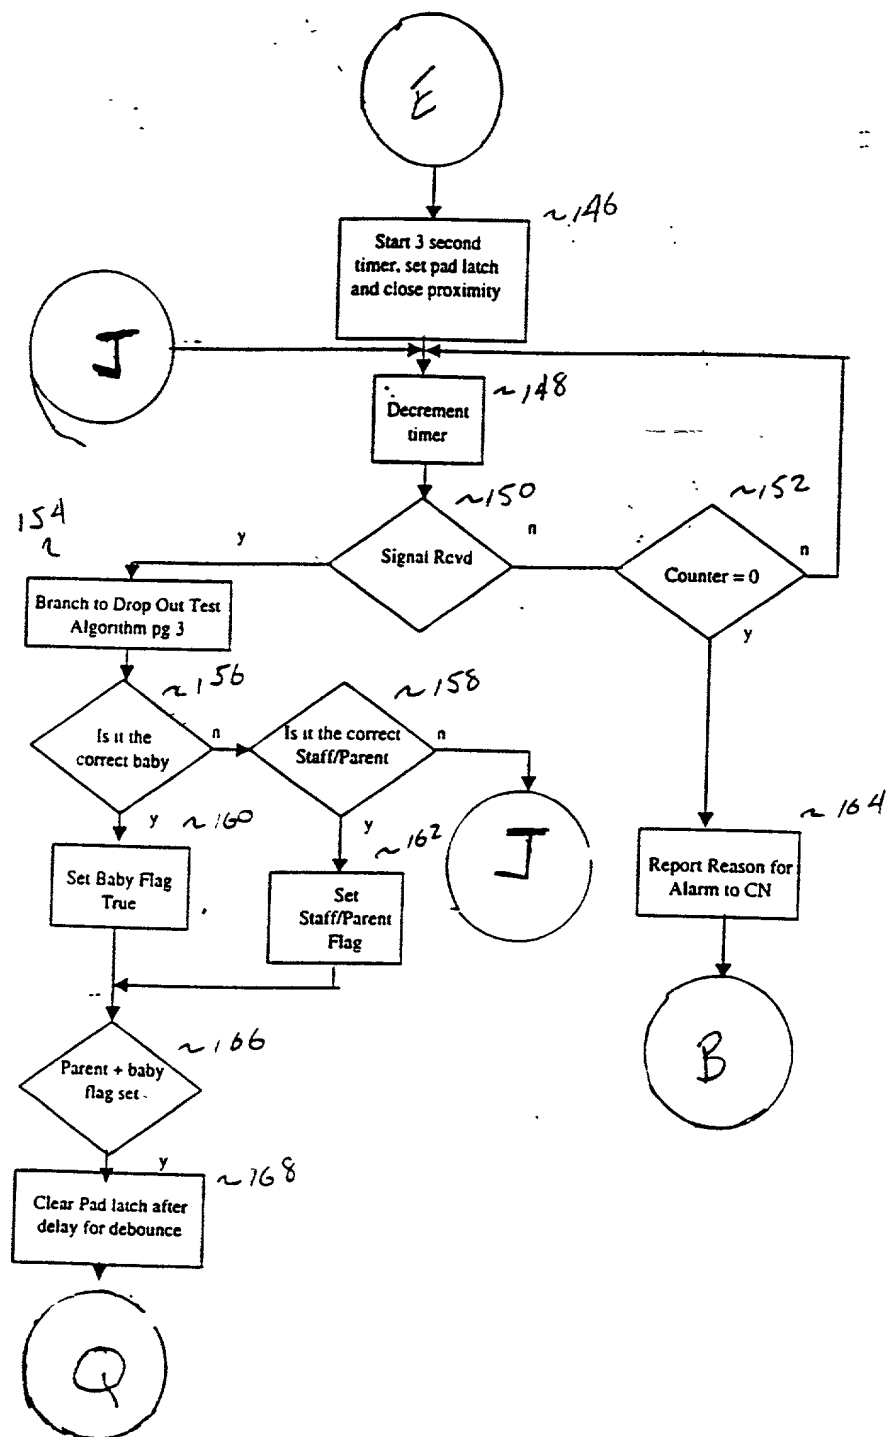 E
~146
Start 3 second
timer, set pad latch
and close proximity
J
~148
Decrement
timer
~150
Signal Rcvd
y
n
~152
Counter = 0
n
y
154
~
Branch to Drop Out Test
Algorithm pg 3
~156
Is it the
correct baby
n
y
~158
Is it the correct
Staff/Parent
n
y
~160
Set Baby Flag
True
~162
Set
Staff/Parent
Flag
J
~164
Report Reason for
Alarm to CN
B
~166
Parent + baby
flag set
y
~168
Clear Pad latch after
delay for debounce
Q